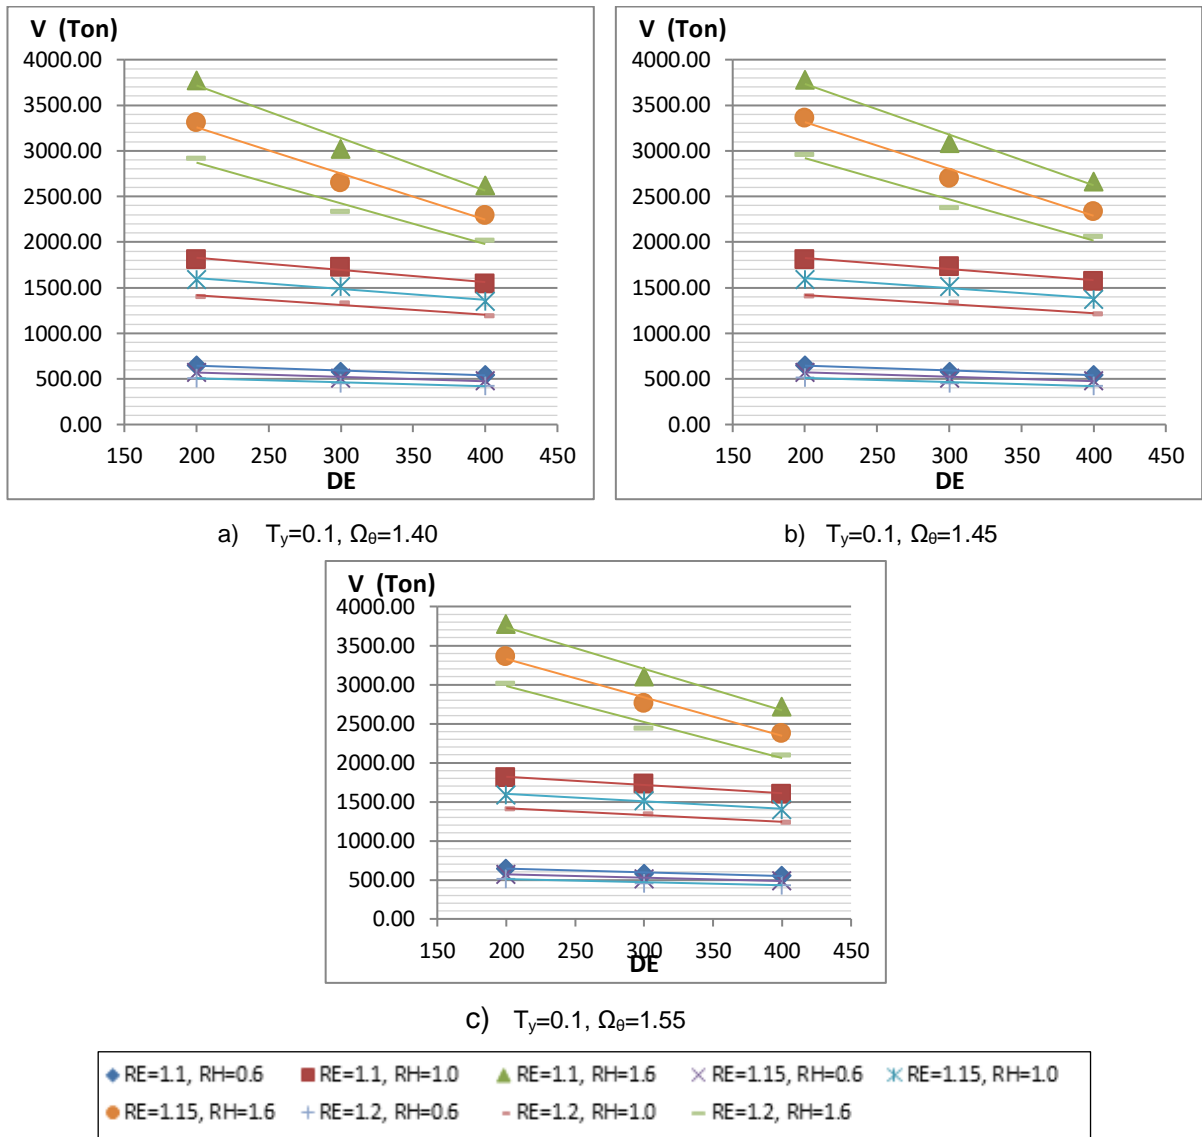 V (Ton)
4000.00
3500.00
3000.00
2500.00
2000.00
1500.00
1000.00
500.00
0.00
150 200 250 300 350 400 450
DE
a) Ty=0.1, Ωθ=1.40
V (Ton)
4000.00
3500.00
3000.00
2500.00
2000.00
1500.00
1000.00
500.00
0.00
150 200 250 300 350 400 450
DE
b) Ty=0.1, Ωθ=1.45
V (Ton)
4000.00
3500.00
3000.00
2500.00
2000.00
1500.00
1000.00
500.00
0.00
150 200 250 300 350 400 450
DE
c) Ty=0.1, Ωθ=1.55
RE=1.1, RH=0.6 RE=1.1, RH=1.0 RE=1.1, RH=1.6 RE=1.15, RH=0.6 RE=1.15, RH=1.0
RE=1.15, RH=1.6 RE=1.2, RH=0.6 RE=1.2, RH=1.0 RE=1.2, RH=1.6